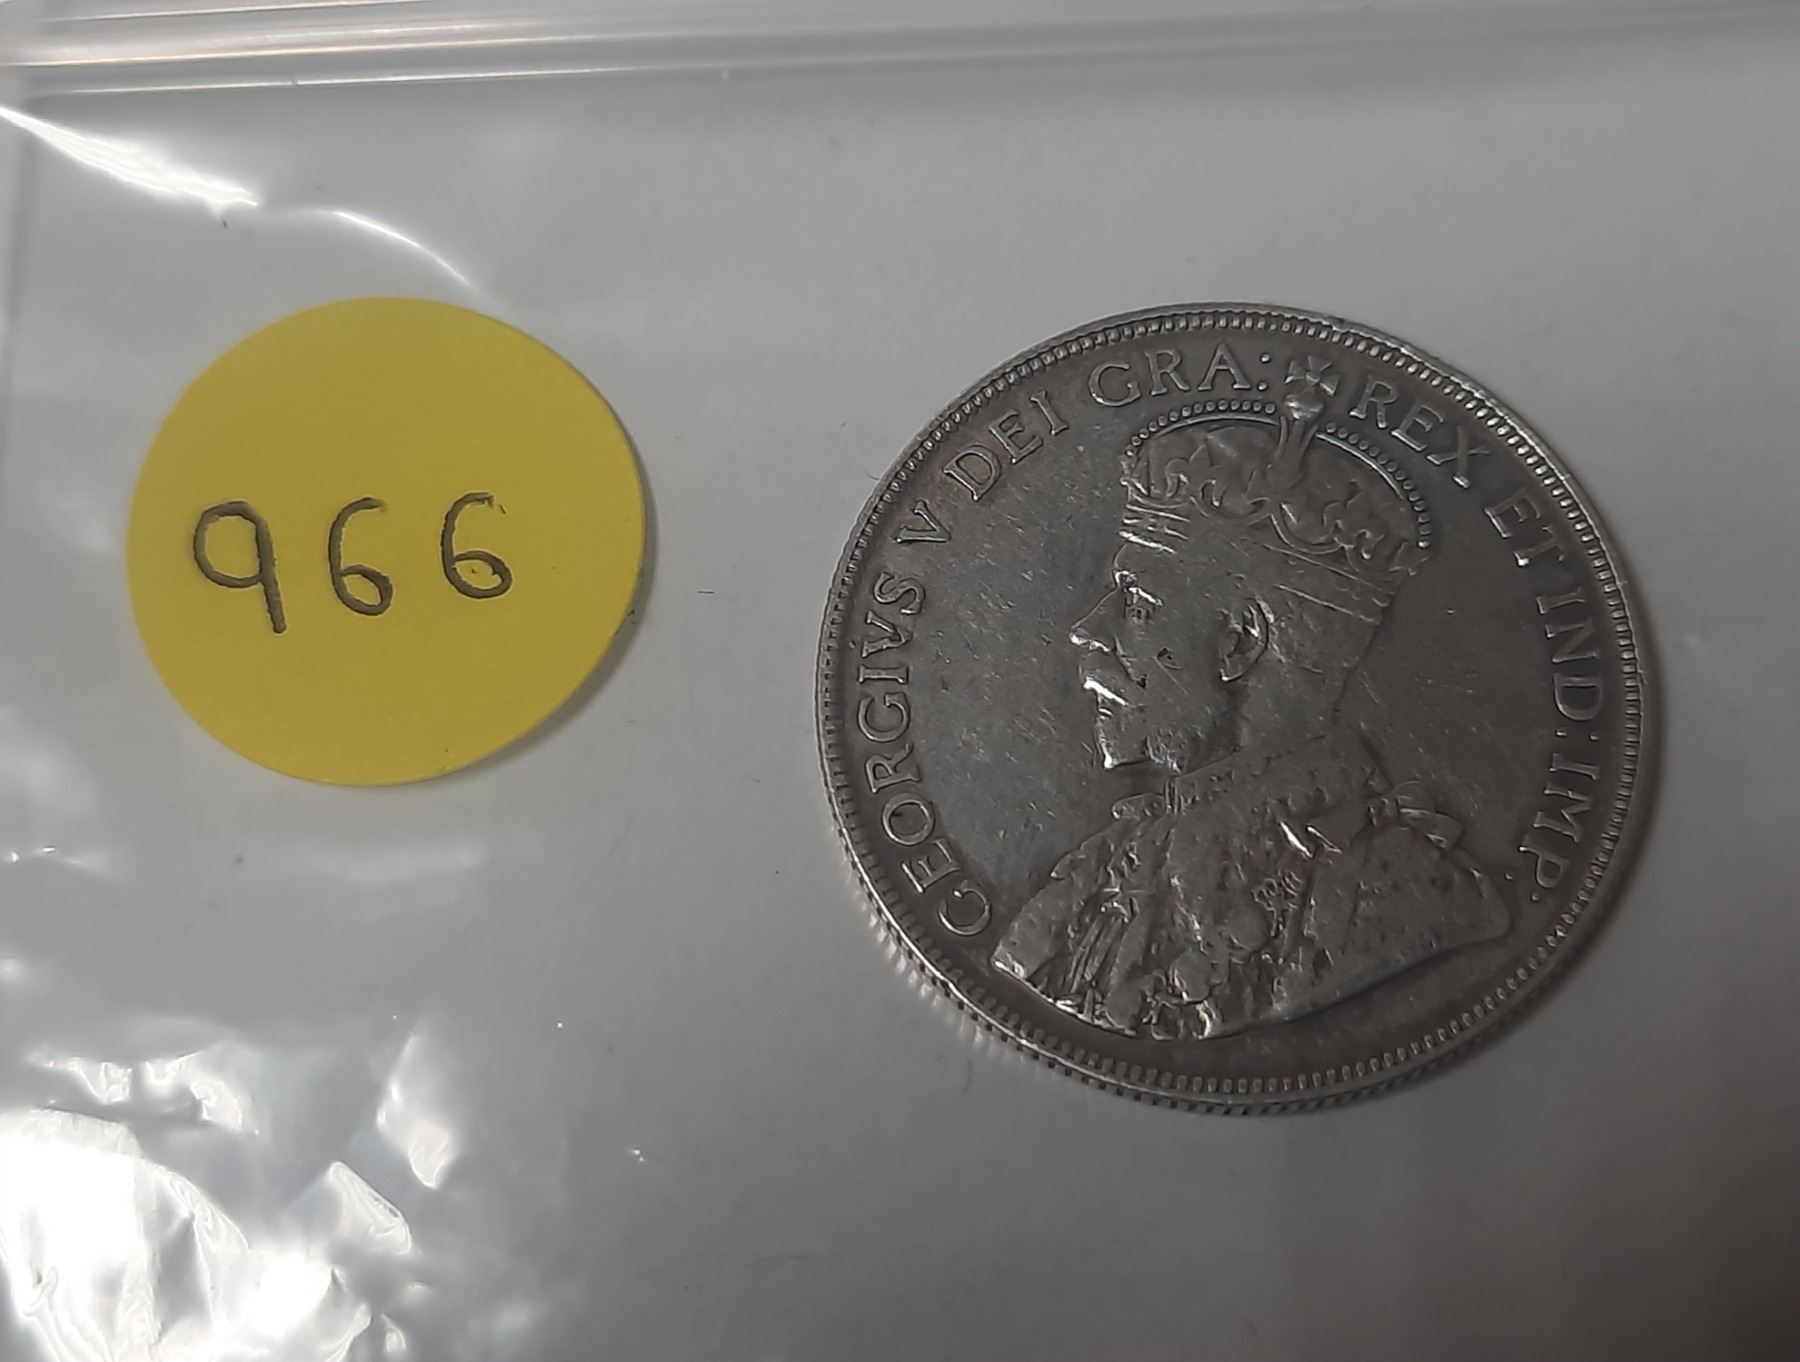 966
GEORGIVS V DEI GRA: REX ET IND: IMP.